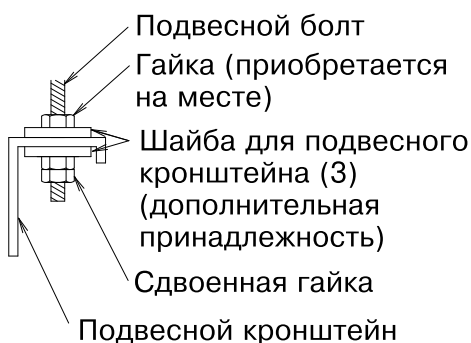 Подвесной болт
Гайка (приобретается
на месте)
Шайба для подвесного
кронштейна (3)
(дополнительная
принадлежность)
Сдвоенная гайка
Подвесной кронштейн